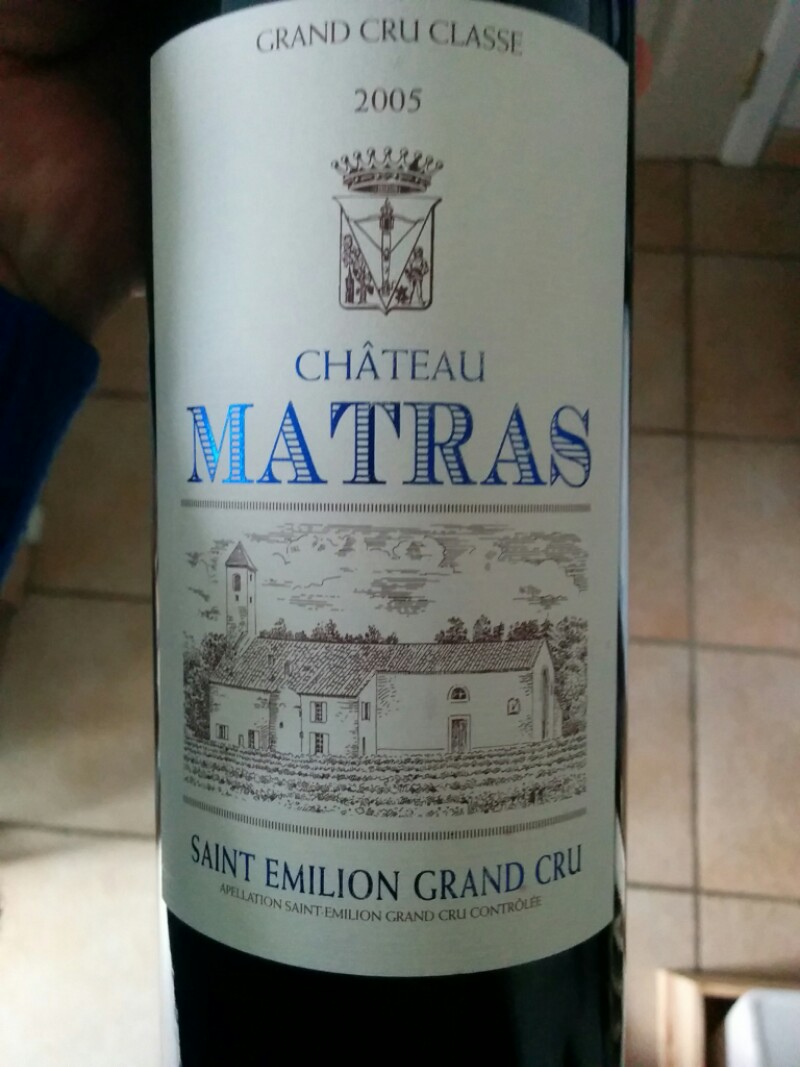 GRAND CRU CLASSE
2005
CHÂTEAU
MATRAS
SAINT EMILION GRAND CRU
APELLATION SAINT-EMILION GRAND CRU CONTRÔLÉE